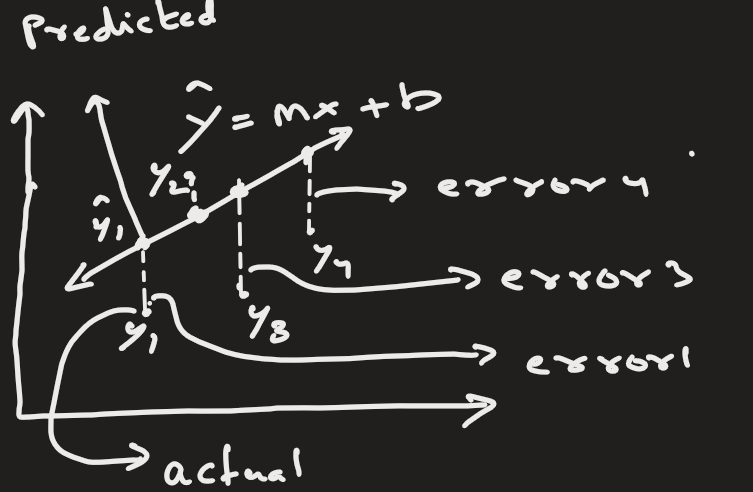 Predicted
ŷ = mx + b
y₂
error 4
ŷ₁
y₄
error 3
y₃
y₁
error1
actual